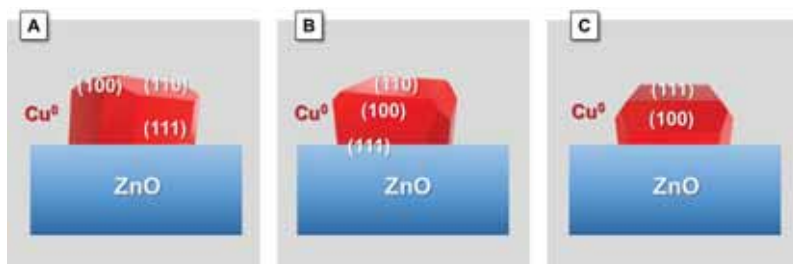 A
(100) (110)
Cu⁰
(111)
ZnO
B
(110)
Cu⁰ (100)
(111)
ZnO
C
(111)
Cu⁰ (100)
ZnO